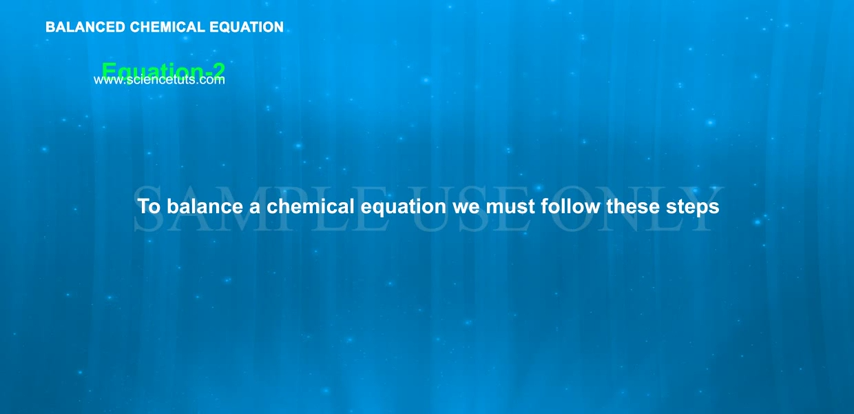 BALANCED CHEMICAL EQUATION
Equation-2
www.sciencetuts.com
SAMPLE USE ONLY
To balance a chemical equation we must follow these steps